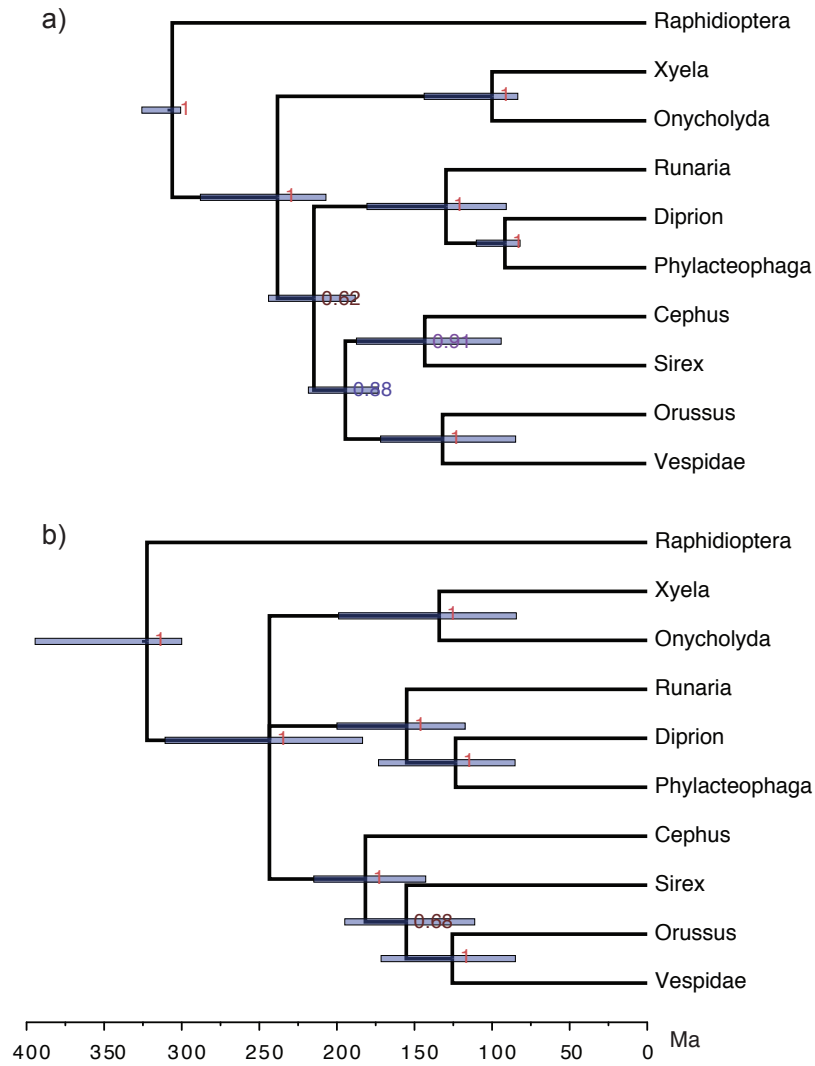 a)
Raphidioptera
Xyela
1
1
Onycholyda
Runaria
1
1
Diprion
1
Phylacteophaga
0.62
Cephus
0.91
Sirex
0.88
Orussus
1
Vespidae
b)
Raphidioptera
Xyela
1
1
Onycholyda
Runaria
1
1
Diprion
1
Phylacteophaga
Cephus
1
Sirex
0.68
Orussus
1
Vespidae
400 350 300 250 200 150 100 50 0 Ma